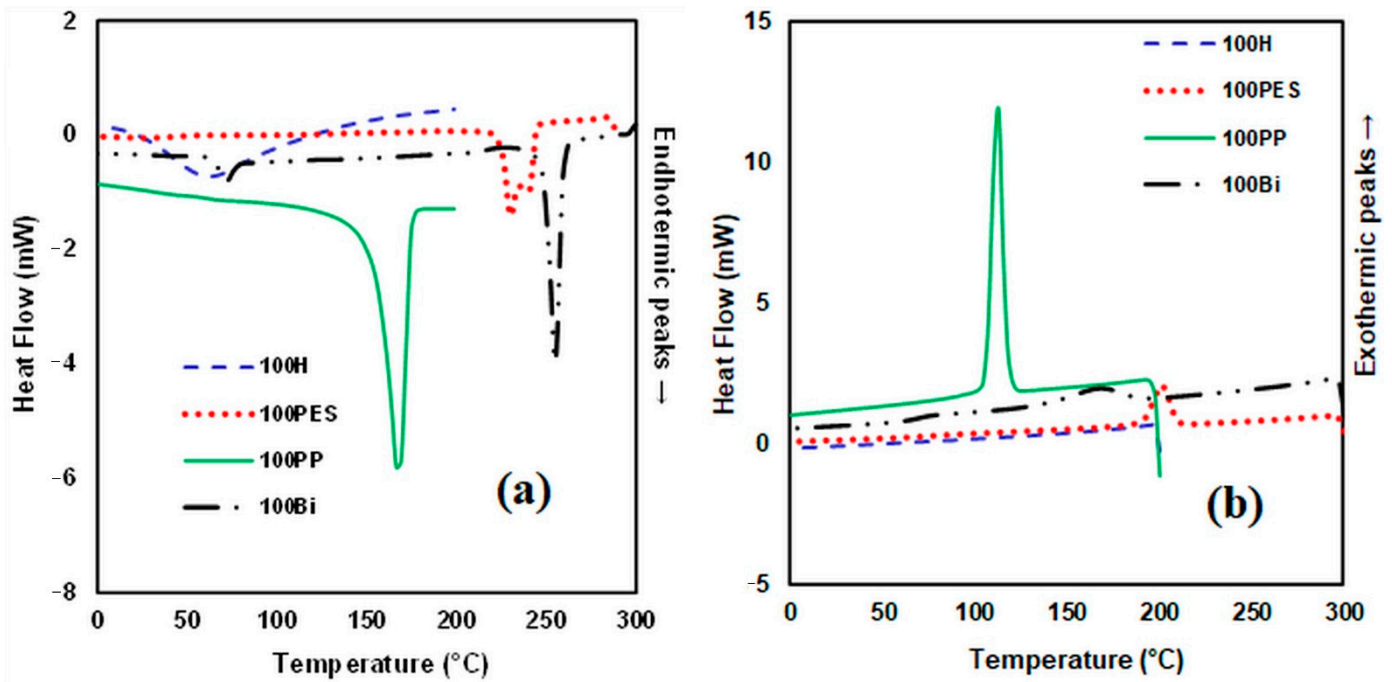 2
0
−2
−4
−6
−8
0 50 100 150 200 250 300
Heat Flow (mW)
Temperature (°C)
Endhotermic peaks →
100H
100PES
100PP
100Bi
(a)
15
10
5
0
−5
0 50 100 150 200 250 300
Heat Flow (mW)
Temperature (°C)
Exothermic peaks →
100H
100PES
100PP
100Bi
(b)